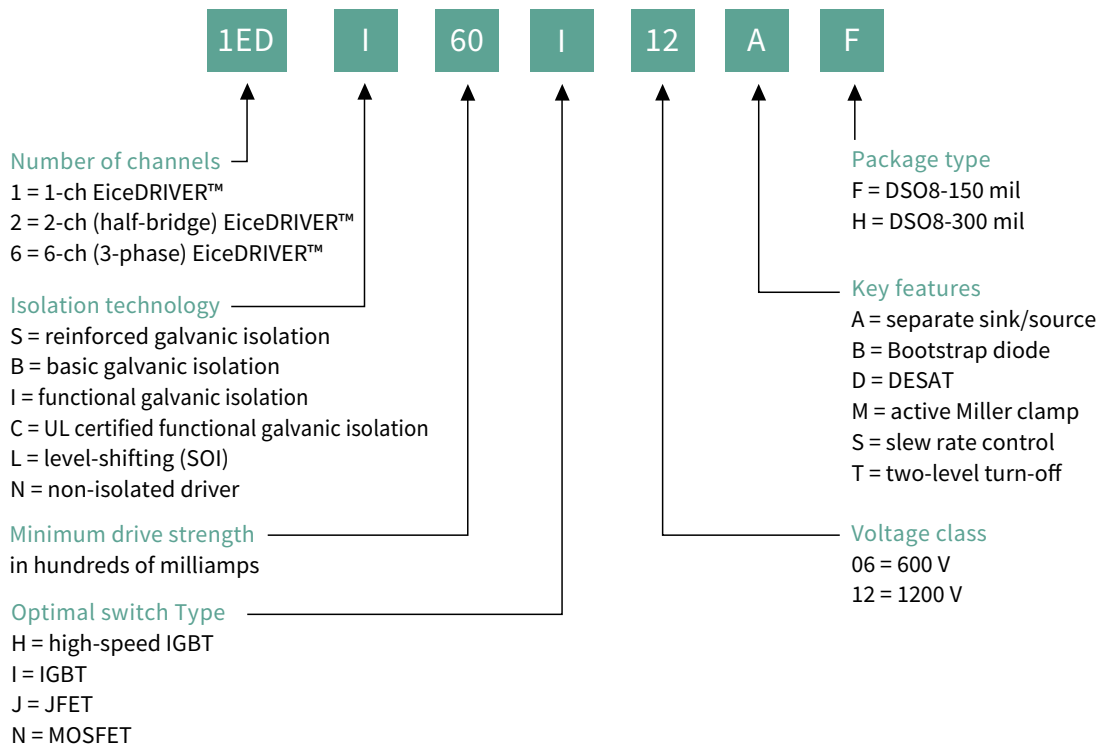 1ED I 60 I 12 A F
Number of channels
1 = 1-ch EiceDRIVER™
2 = 2-ch (half-bridge) EiceDRIVER™
6 = 6-ch (3-phase) EiceDRIVER™
Isolation technology
S = reinforced galvanic isolation
B = basic galvanic isolation
I = functional galvanic isolation
C = UL certified functional galvanic isolation
L = level-shifting (SOI)
N = non-isolated driver
Minimum drive strength
in hundreds of milliamps
Optimal switch Type
H = high-speed IGBT
I = IGBT
J = JFET
N = MOSFET
Package type
F = DSO8-150 mil
H = DSO8-300 mil
Key features
A = separate sink/source
B = Bootstrap diode
D = DESAT
M = active Miller clamp
S = slew rate control
T = two-level turn-off
Voltage class
06 = 600 V
12 = 1200 V